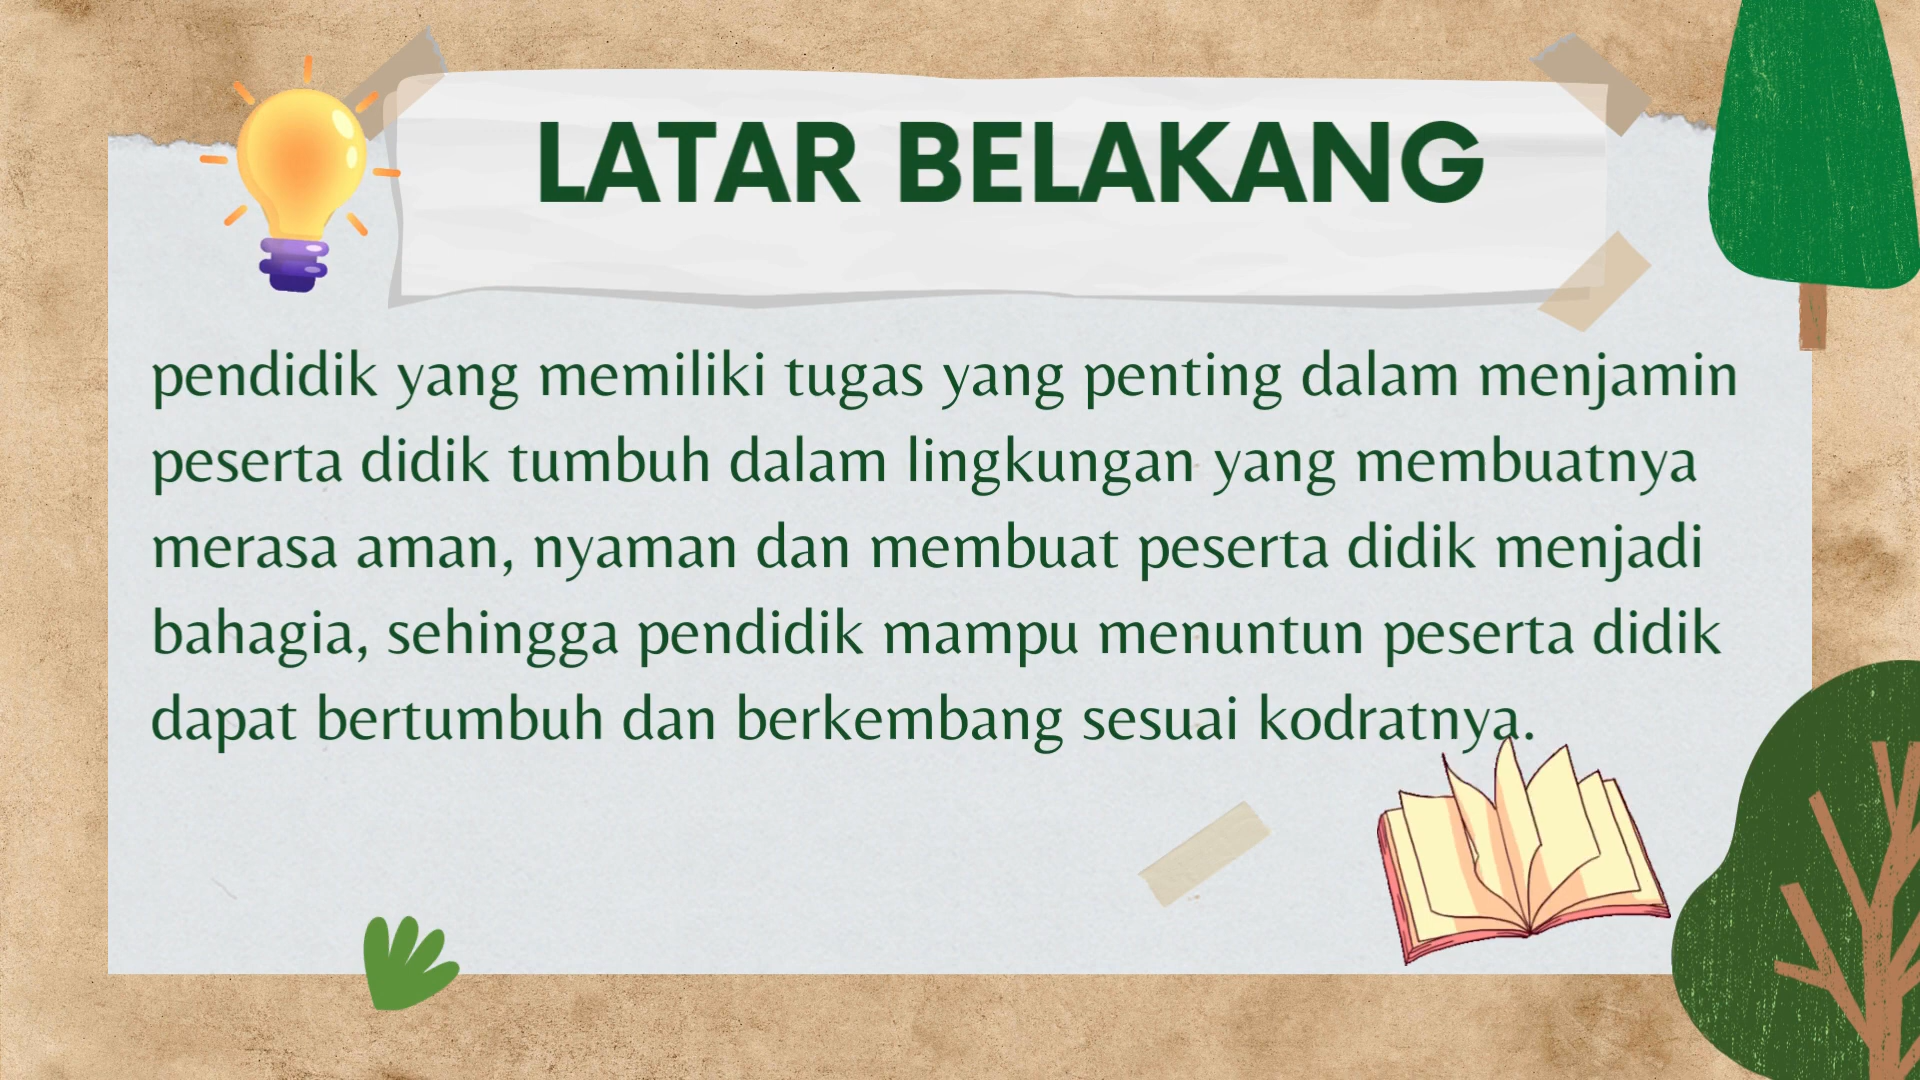 LATAR BELAKANG
pendidik yang memiliki tugas yang penting dalam menjamin
peserta didik tumbuh dalam lingkungan yang membuatnya
merasa aman, nyaman dan membuat peserta didik menjadi
bahagia, sehingga pendidik mampu menuntun peserta didik
dapat bertumbuh dan berkembang sesuai kodratnya.